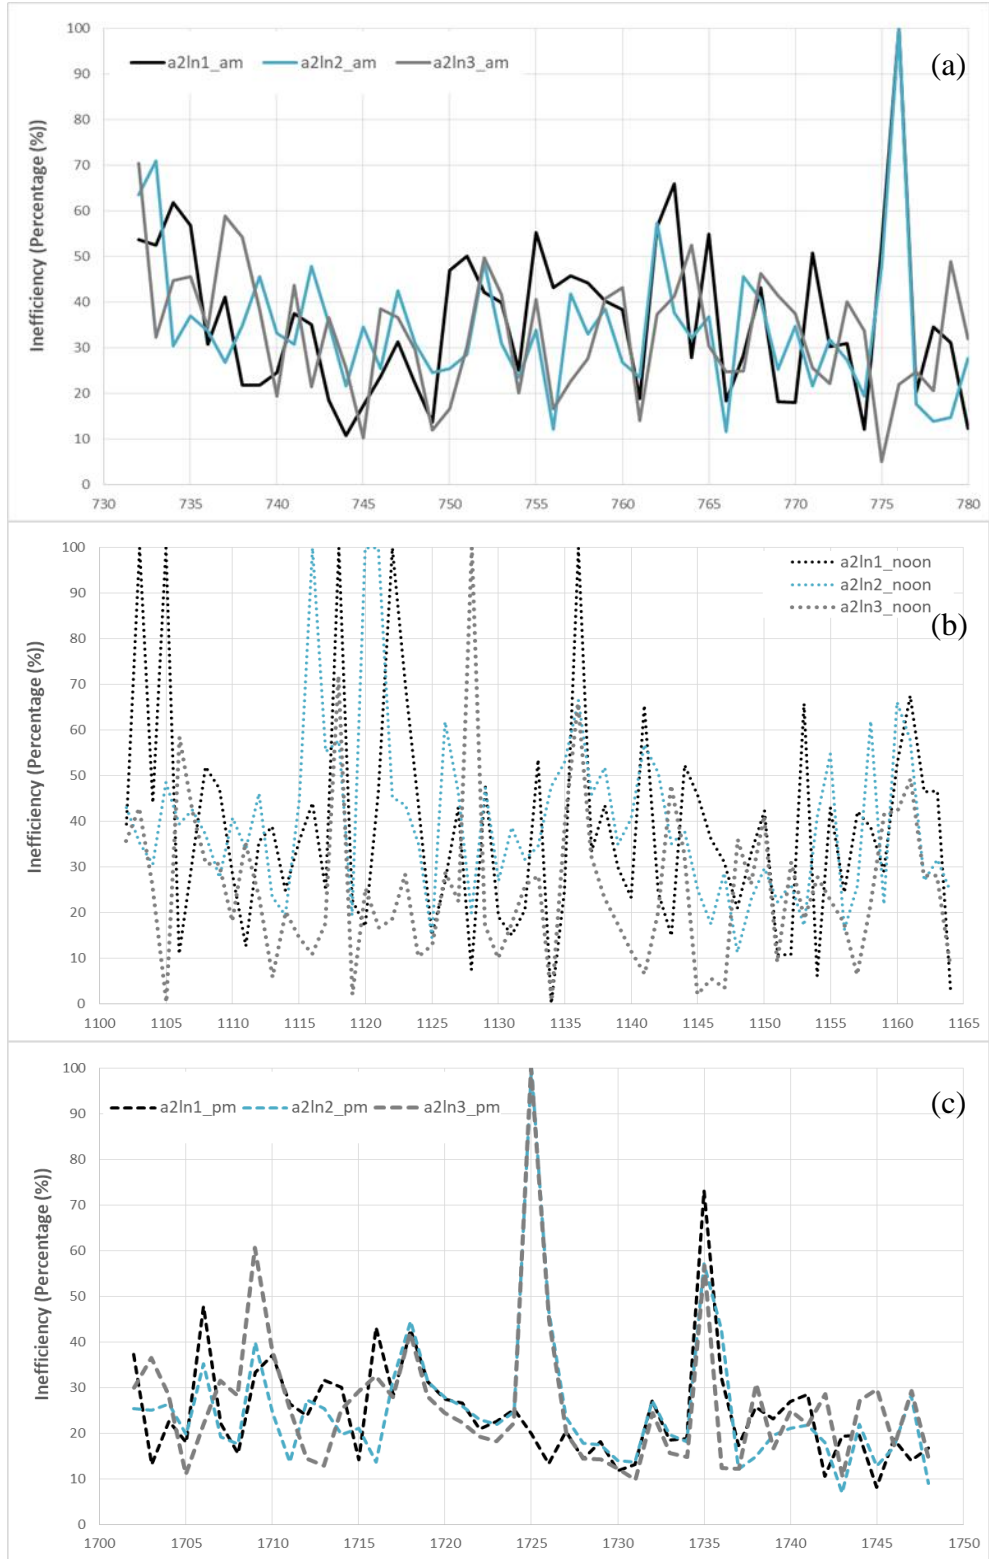 100
a2ln1_am a2ln2_am a2ln3_am (a)
90
80
70
60
50
40
30
20
10
0
Inefficiency (Percentage (%))
730 735 740 745 750 755 760 765 770 775 780
100
a2ln1_noon
a2ln2_noon
a2ln3_noon
(b)
90
80
70
60
50
40
30
20
10
0
Inefficiency (Percentage (%))
1100 1105 1110 1115 1120 1125 1130 1135 1140 1145 1150 1155 1160 1165
100
a2ln1_pm a2ln2_pm a2ln3_pm (c)
90
80
70
60
50
40
30
20
10
0
Inefficiency (Percentage (%))
1700 1705 1710 1715 1720 1725 1730 1735 1740 1745 1750